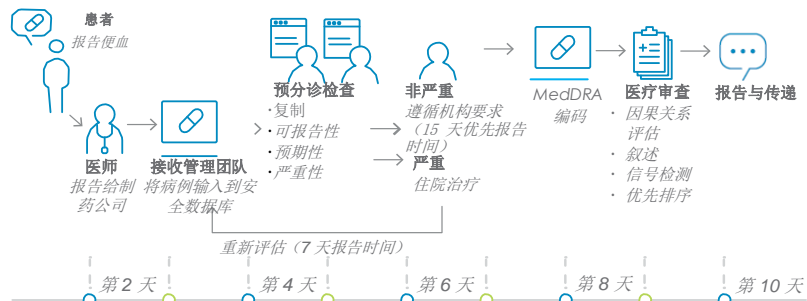 患者
报告便血
医师
报告给制
药公司
接收管理团队
将病例输入到安
全数据库
预分诊检查
·复制
·可报告性
·预期性
·严重性
非严重
遵循机构要求
（15 天优先报告
时间）
严重
住院治疗
重新评估（7 天报告时间）
MedDRA
编码
医疗审查
· 因果关系
评估
· 叙述
· 信号检测
· 优先排序
报告与传递
第 2 天
第 4 天
第 6 天
第 8 天
第 10 天